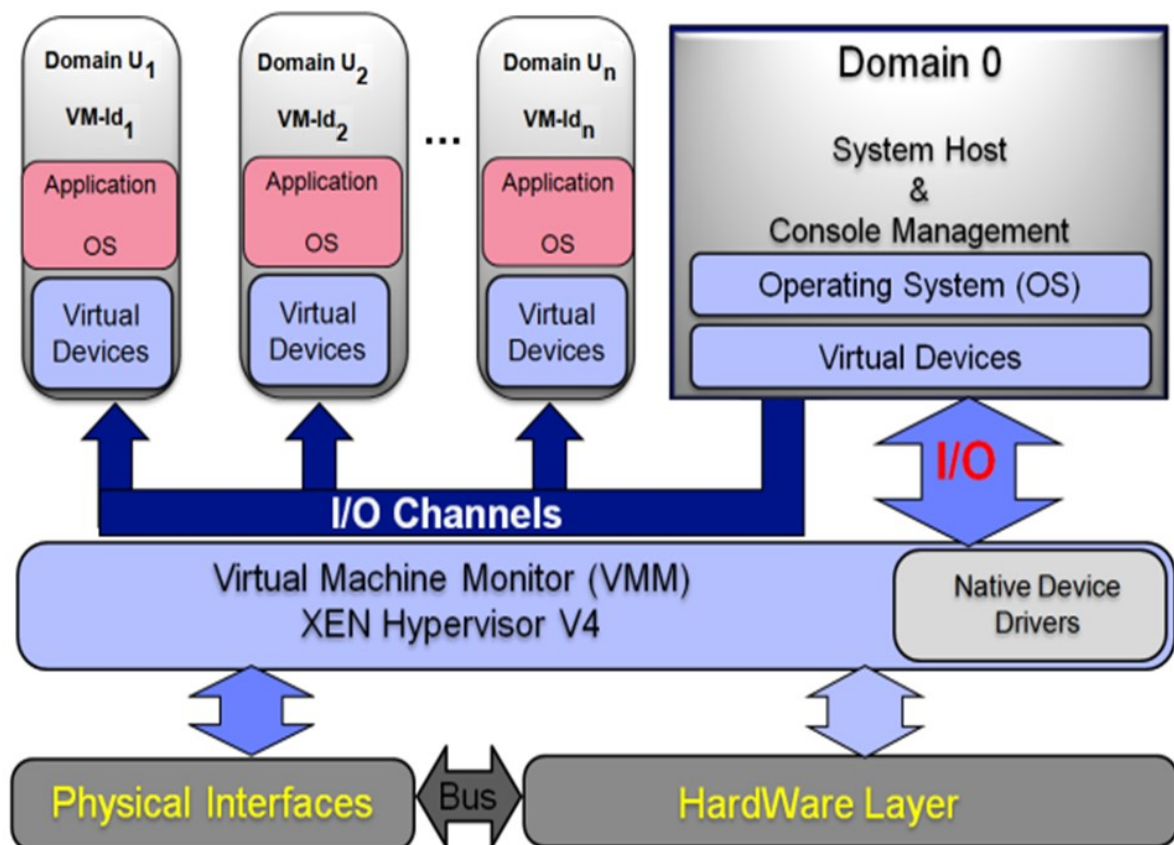 Domain U1
VM-Id1
Application
OS
Virtual
Devices
Domain U2
VM-Id2
Application
OS
Virtual
Devices
...
Domain Un
VM-Idn
Application
OS
Virtual
Devices
Domain 0
System Host
&
Console Management
Operating System (OS)
Virtual Devices
I/O
I/O Channels
Virtual Machine Monitor (VMM)
XEN Hypervisor V4
Native Device
Drivers
Physical Interfaces
Bus
HardWare Layer